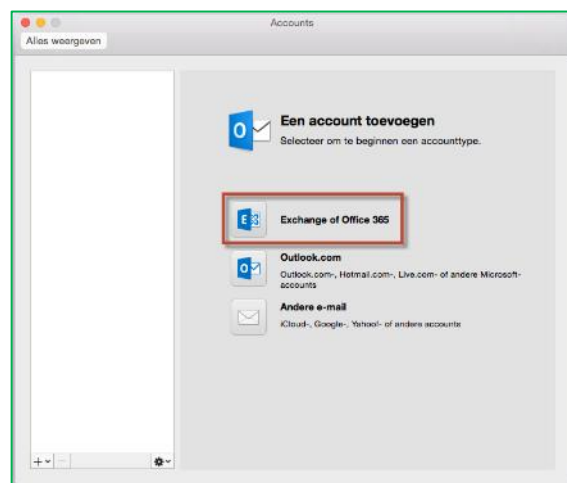 Accounts
Alles weergeven
Een account toevoegen
Selecteer om te beginnen een accounttype.
Exchange of Office 365
Outlook.com
Outlook.com-, Hotmail.com-, Live.com- of andere Microsoft-
accounts
Andere e-mail
iCloud-, Google-, Yahoo!- of andere accounts